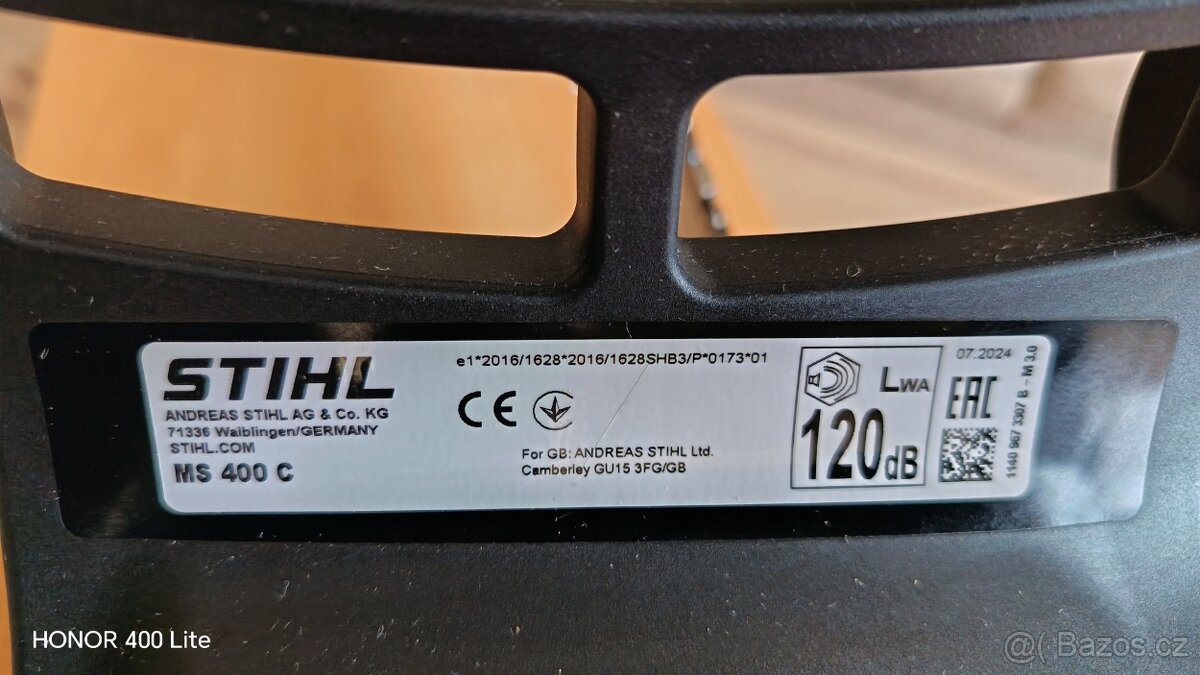 STIHL
ANDREAS STIHL AG & Co. KG
71336 Waiblingen/GERMANY
STIHL.COM
MS 400 C
e1*2016/1628*2016/1628SHB3/P*0173*01
CE
For GB: ANDREAS STIHL Ltd.
Camberley GU15 3FG/GB
LWA
120dB
07.2024
EAC
1140 967 3307 B - M 3.0
HONOR 400 Lite
@( Bazos.cz